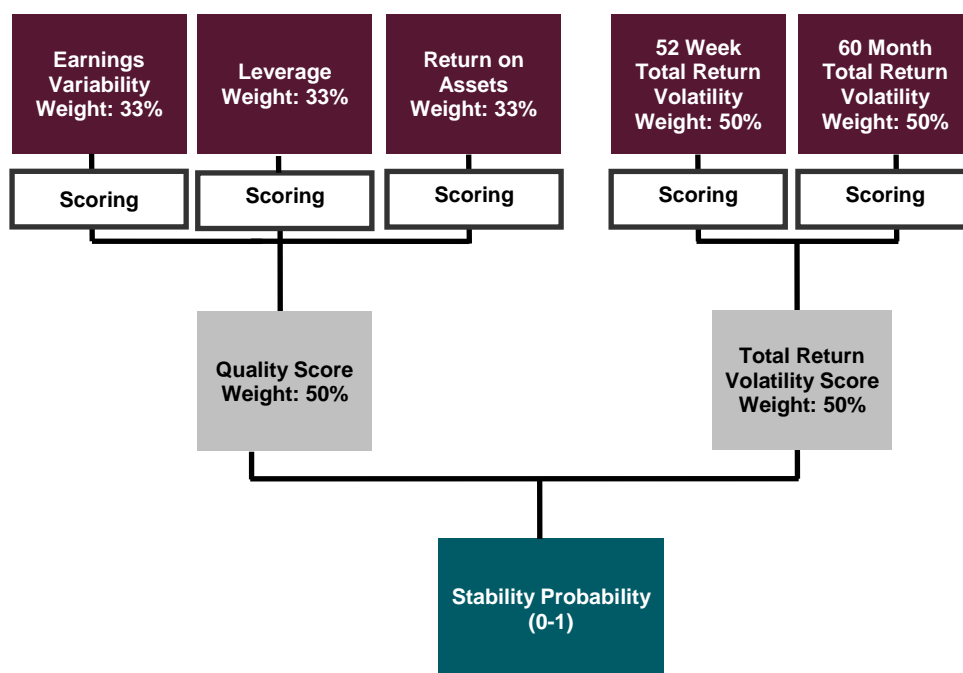 Earnings
Variability
Weight: 33%
Leverage
Weight: 33%
Return on
Assets
Weight: 33%
52 Week
Total Return
Volatility
Weight: 50%
60 Month
Total Return
Volatility
Weight: 50%
Scoring
Scoring
Scoring
Scoring
Scoring
Quality Score
Weight: 50%
Total Return
Volatility Score
Weight: 50%
Stability Probability
(0-1)